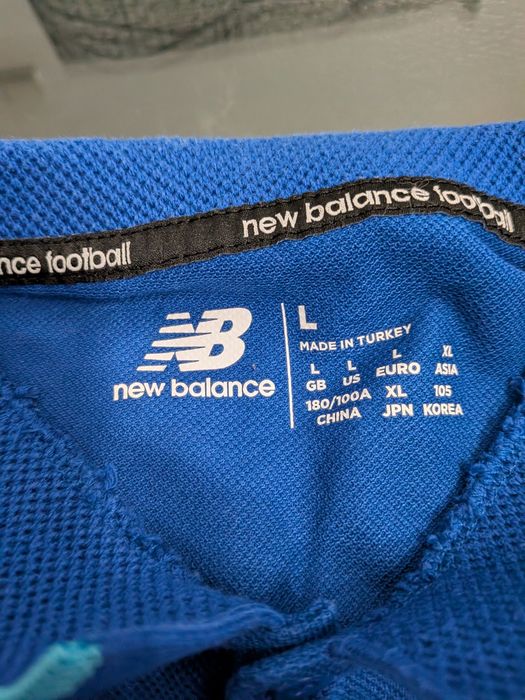 nce football
new balance football
NB
new balance
L
MADE IN TURKEY
L L L XL
GB US EURO ASIA
180/100A XL 105
CHINA JPN KOREA